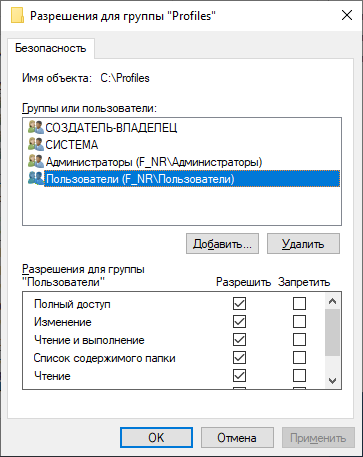 Разрешения для группы "Profiles"
Безопасность
Имя объекта: C:\Profiles
Группы или пользователи:
СОЗДАТЕЛЬ-ВЛАДЕЛЕЦ
СИСТЕМА
Администраторы (F_NR\Администраторы)
Пользователи (F_NR\Пользователи)
Добавить... Удалить
Разрешения для группы
"Пользователи" Разрешить Запретить
Полный доступ
Изменение
Чтение и выполнение
Список содержимого папки
Чтение
OK Отмена Применить